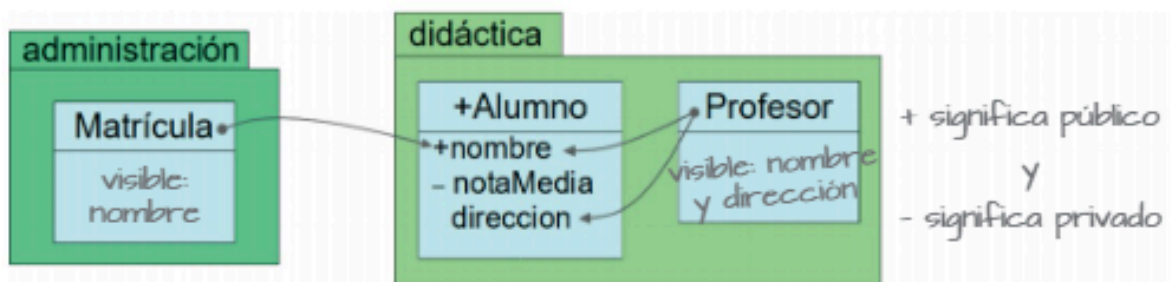 administración
Matrícula
visible:
nombre
didáctica
+Alumno
+nombre
- notaMedia
direccion
Profesor
visible: nombre
y dirección
+ significa público
y
- significa privado